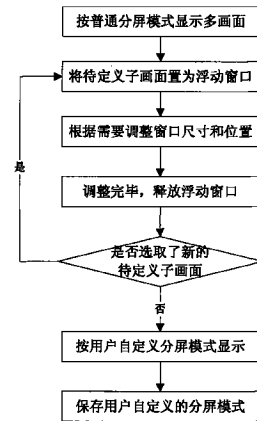 按普通分屏模式显示多画面
将待定义子画面置为浮动窗口
根据需要调整窗口尺寸和位置
是
调整完毕，释放浮动窗口
是否选取了新的
待定义子画面
否
按用户自定义分屏模式显示
保存用户自定义的分屏模式